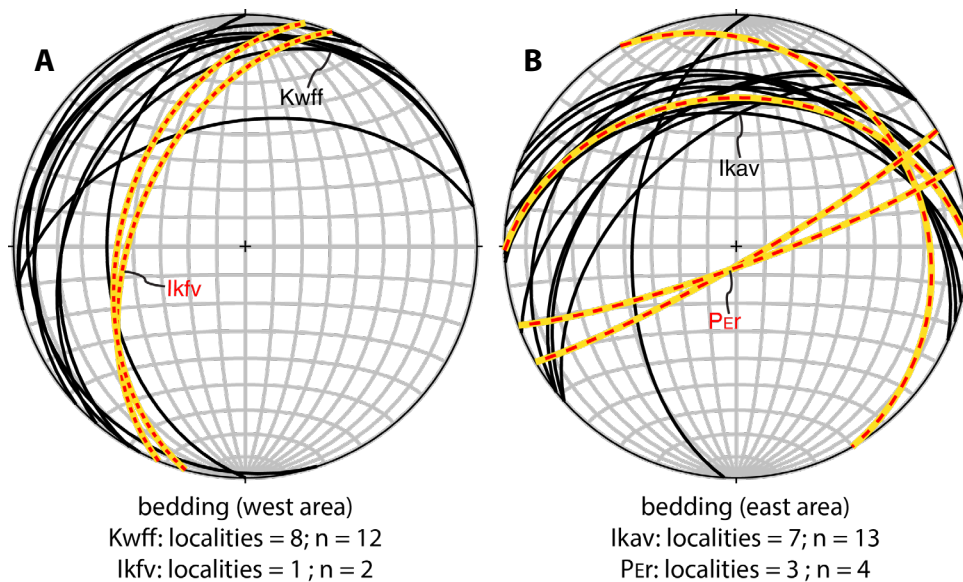 A
B
Kwff
Ikav
Ikfv
PEr
bedding (west area)
Kwff: localities = 8; n = 12
Ikfv: localities = 1 ; n = 2
bedding (east area)
Ikav: localities = 7; n = 13
PEr: localities = 3 ; n = 4